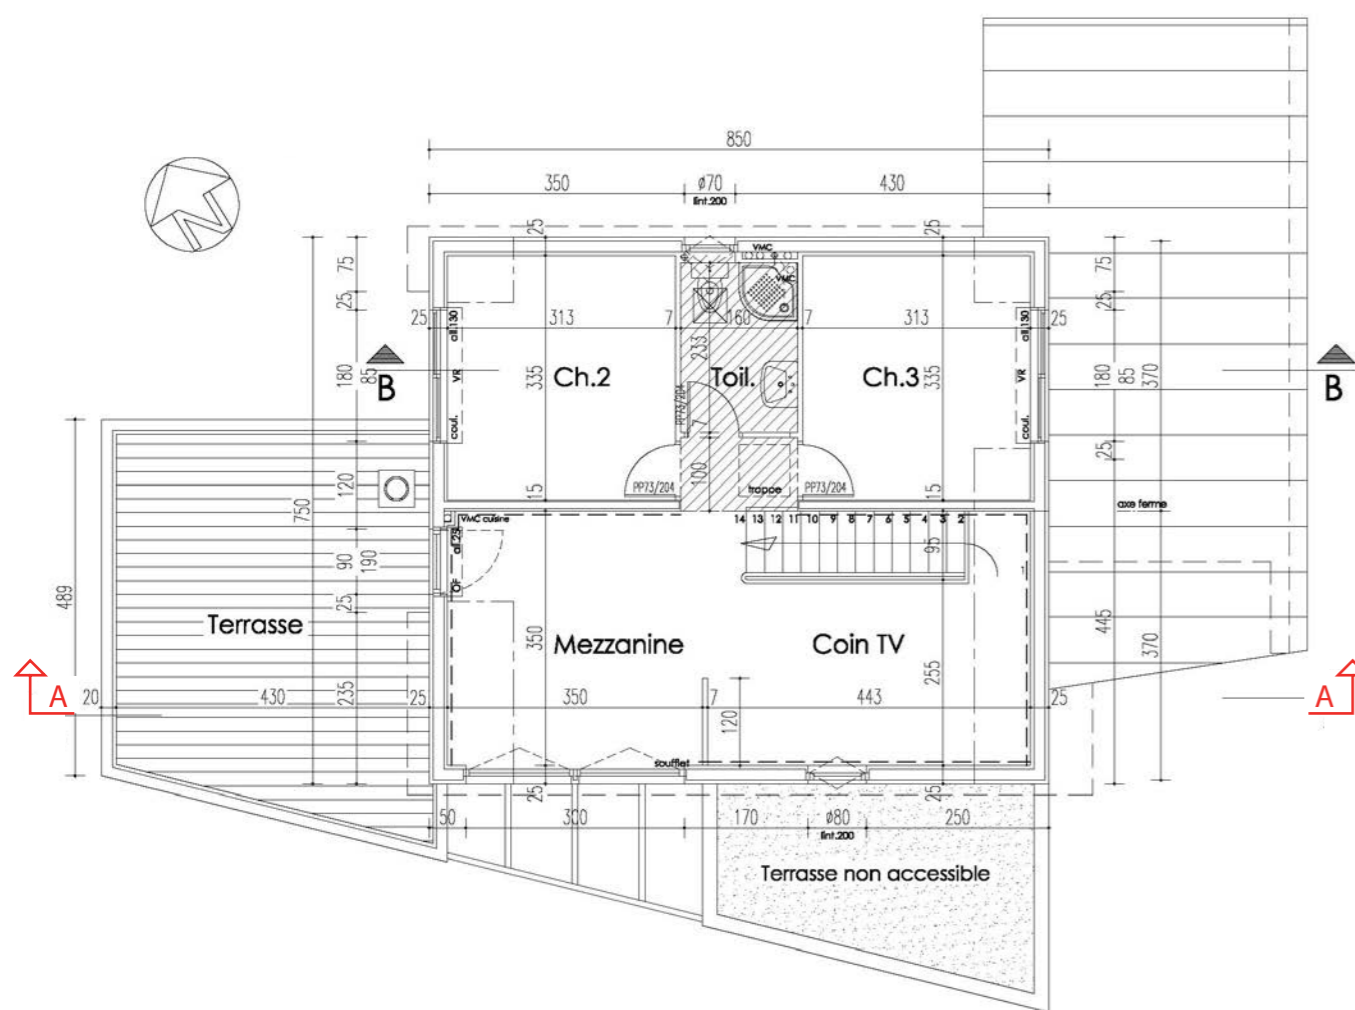 850
350
ø70
430
lint.200
N
25
25
VMC
VMC
75
25
180
85
25
313
7
160
7
313
25
75
25
180
85
370
all.130
VR
coul.
all.130
VR
coul.
B
B
Ch.2
Toil.
Ch.3
335
233
335
PP73/204
7
100
25
120
750
15
PP73/204
trappe
PP73/204
15
axe ferme
VMC cuisine
14 13 12 11 10 9 8 7 6 5 4 3 2
1
all.25
OF
95
90
190
25
489
Terrasse
Mezzanine
Coin TV
350
255
445
370
A
A
20
430
25
235
350
7
443
25
120
soufflet
25
25
50
300
170
ø80
250
lint.200
Terrasse non accessible